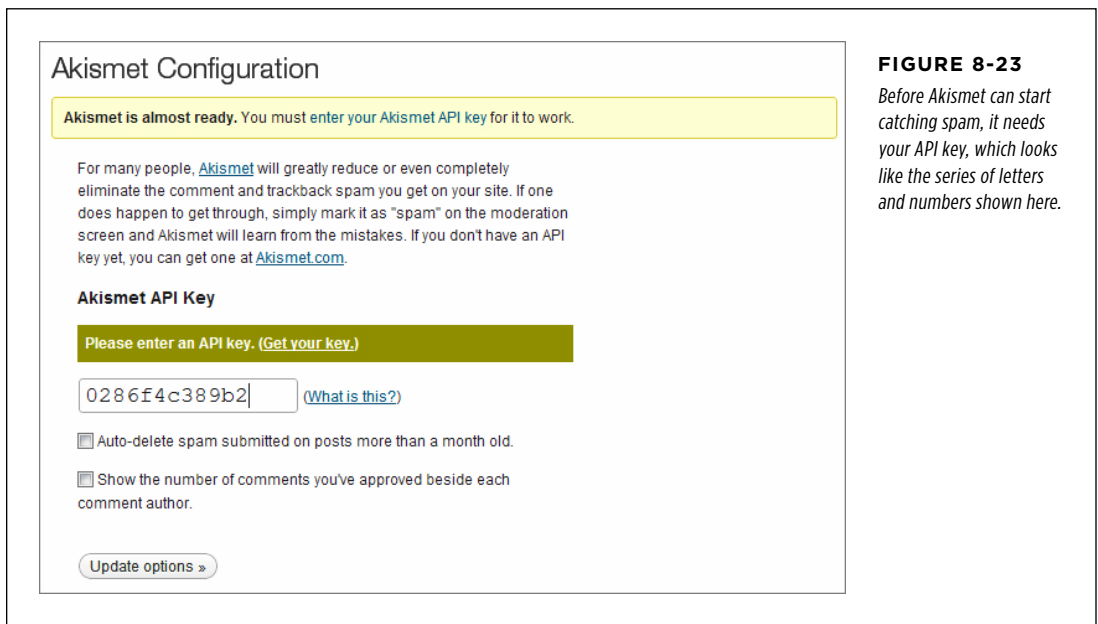 Akismet Configuration
Akismet is almost ready. You must enter your Akismet API key for it to work.
For many people, Akismet will greatly reduce or even completely
eliminate the comment and trackback spam you get on your site. If one
does happen to get through, simply mark it as "spam" on the moderation
screen and Akismet will learn from the mistakes. If you don't have an API
key yet, you can get one at Akismet.com.
Akismet API Key
Please enter an API key. (Get your key.)
0286f4c389b2 (What is this?)
Auto-delete spam submitted on posts more than a month old.
Show the number of comments you've approved beside each
comment author.
Update options »
FIGURE 8-23
Before Akismet can start
catching spam, it needs
your API key, which looks
like the series of letters
and numbers shown here.